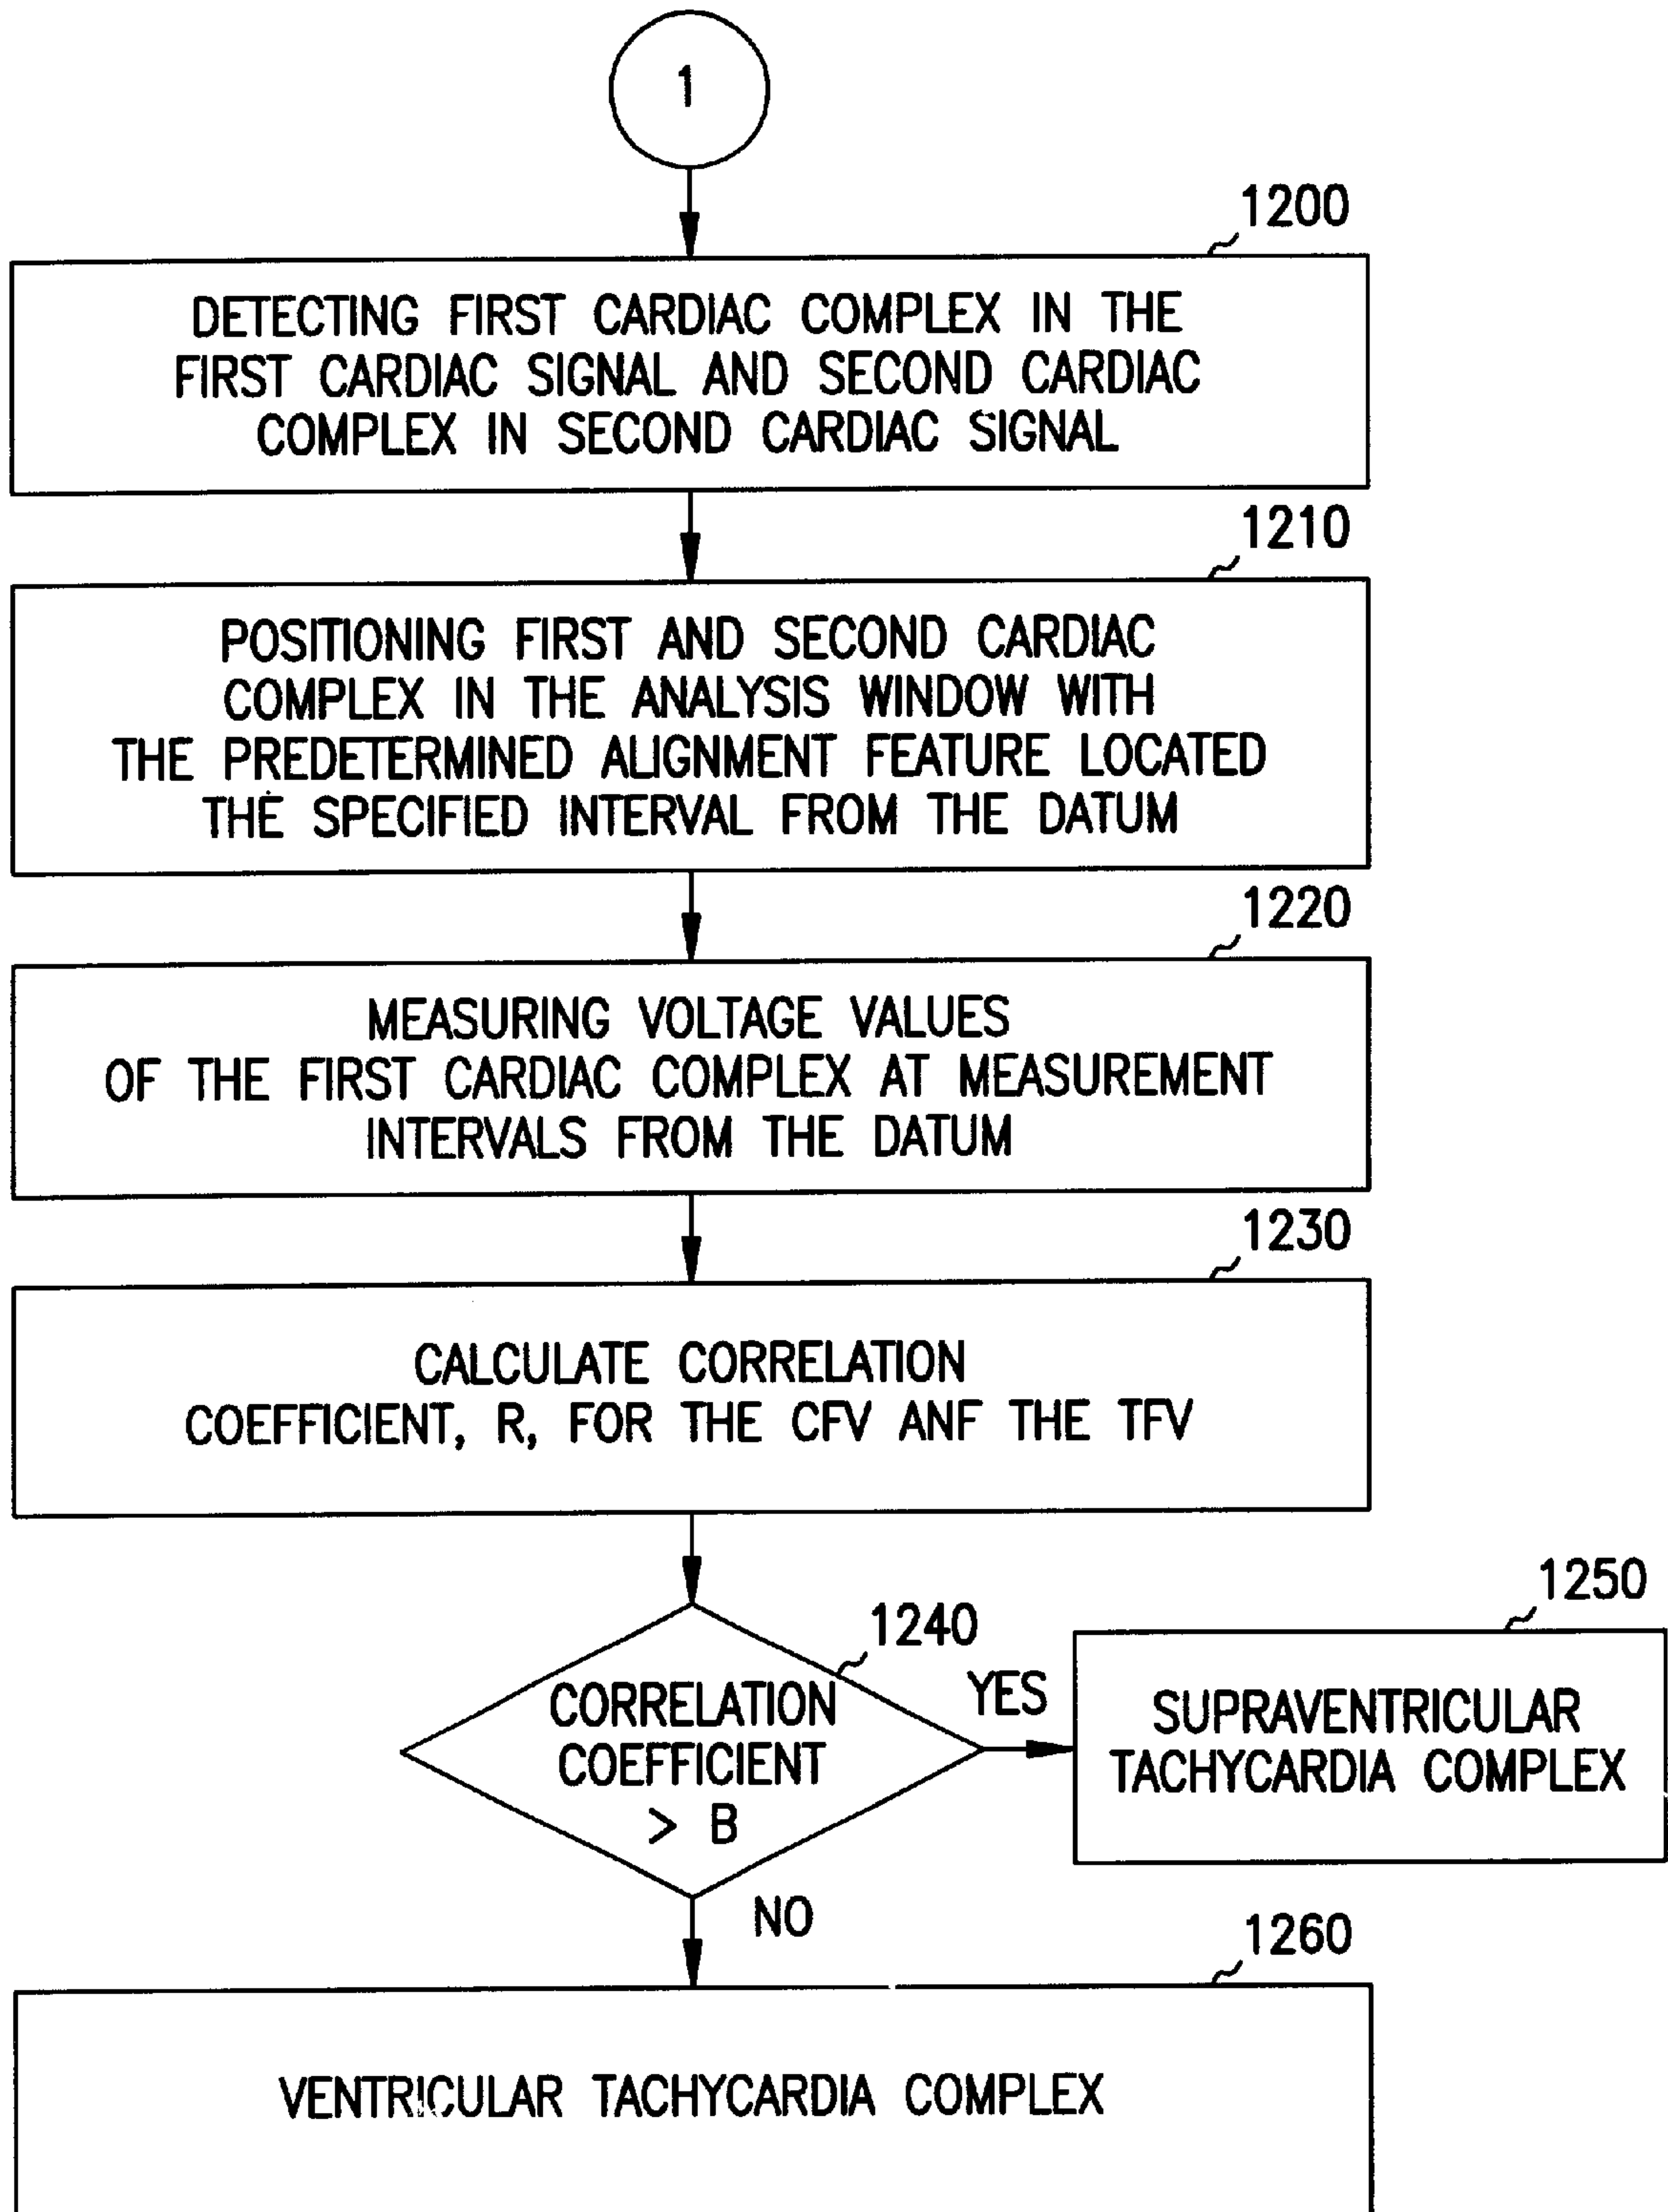 1
1200
DETECTING FIRST CARDIAC COMPLEX IN THE
FIRST CARDIAC SIGNAL AND SECOND CARDIAC
COMPLEX IN SECOND CARDIAC SIGNAL
1210
POSITIONING FIRST AND SECOND CARDIAC
COMPLEX IN THE ANALYSIS WINDOW WITH
THE PREDETERMINED ALIGNMENT FEATURE LOCATED
THE SPECIFIED INTERVAL FROM THE DATUM
1220
MEASURING VOLTAGE VALUES
OF THE FIRST CARDIAC COMPLEX AT MEASUREMENT
INTERVALS FROM THE DATUM
1230
CALCULATE CORRELATION
COEFFICIENT, R, FOR THE CFV ANF THE TFV
1240
CORRELATION
COEFFICIENT
> B
YES
1250
SUPRAVENTRICULAR
TACHYCARDIA COMPLEX
NO
1260
VENTRICULAR TACHYCARDIA COMPLEX